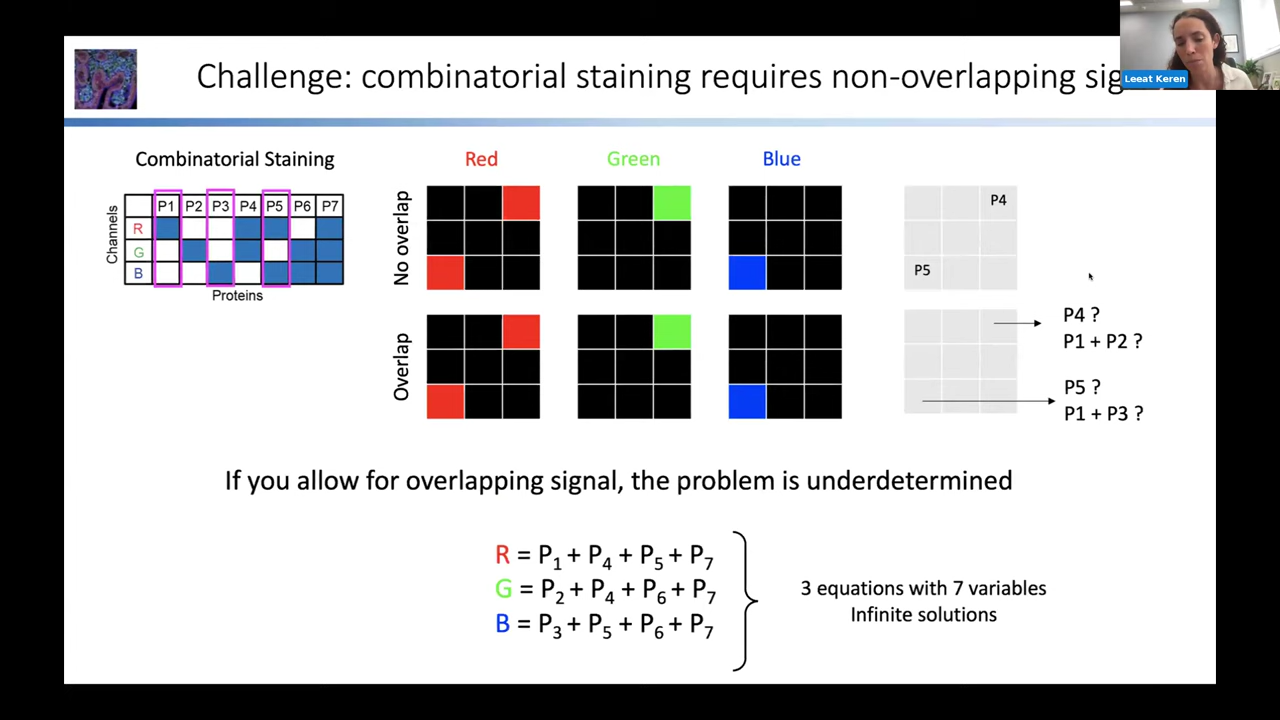 Leeat Keren
Challenge: combinatorial staining requires non-overlapping sig
Combinatorial Staining
Red
Green
Blue
Channels
P1 P2 P3 P4 P5 P6 P7
R
G
B
Proteins
No overlap
P4
P5
Overlap
P4 ?
P1 + P2 ?
P5 ?
P1 + P3 ?
If you allow for overlapping signal, the problem is underdetermined
R = P1 + P4 + P5 + P7
G = P2 + P4 + P6 + P7
B = P3 + P5 + P6 + P7
3 equations with 7 variables
Infinite solutions